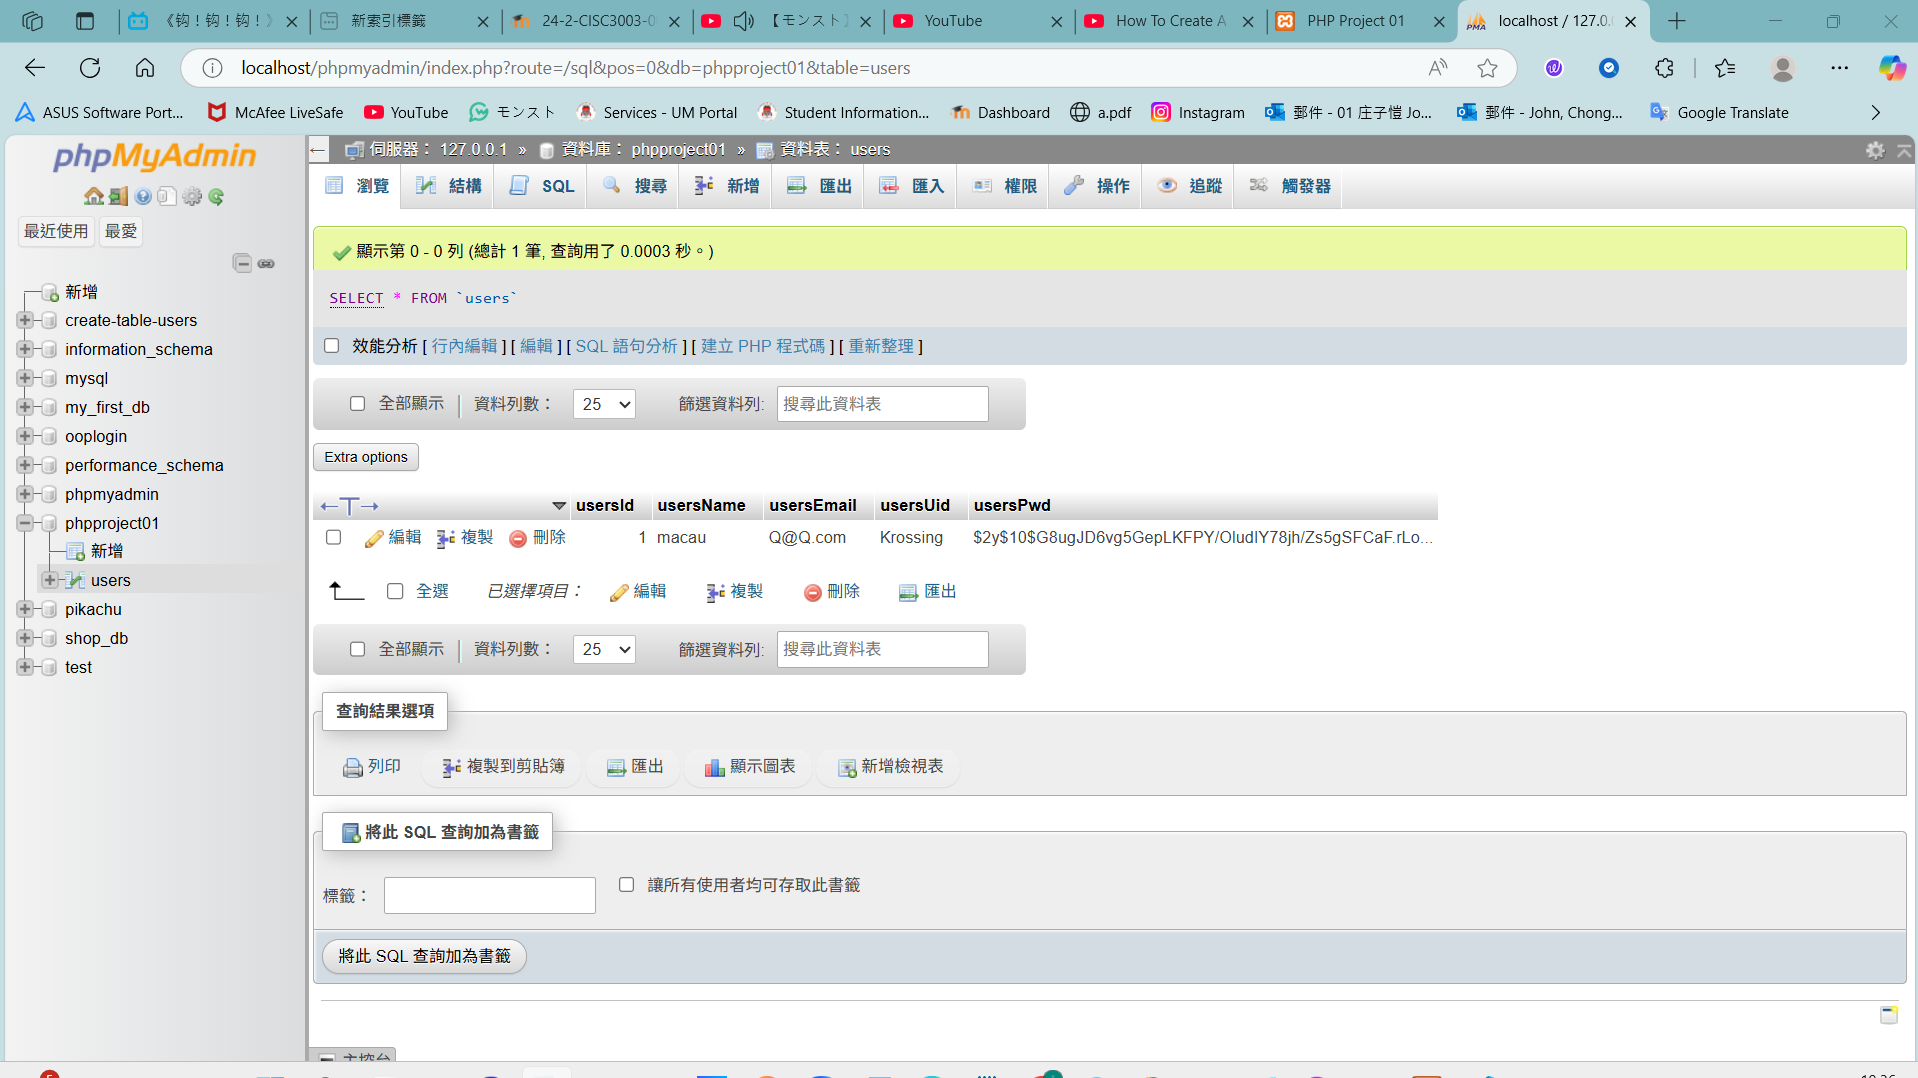 《钩！钩！钩！》
新索引標籤
24-2-CISC3003-0
【モンスト】
YouTube
How To Create A
PHP Project 01
localhost / 127.0.
localhost/phpmyadmin/index.php?route=/sql&pos=0&db=phpproject01&table=users
ASUS Software Port...
McAfee LiveSafe
YouTube
モンスト
Services - UM Portal
Student Information...
Dashboard
a.pdf
Instagram
郵件 - 01 庄子愷 Jo...
郵件 - John, Chong...
Google Translate
phpMyAdmin
最近使用 最愛
新增
create-table-users
information_schema
mysql
my_first_db
ooplogin
performance_schema
phpmyadmin
phpproject01
新增
users
pikachu
shop_db
test
伺服器： 127.0.0.1 » 資料庫： phpproject01 » 資料表： users
瀏覽 結構 SQL 搜尋 新增 匯出 匯入 權限 操作 追蹤 觸發器
顯示第 0 - 0 列 (總計 1 筆, 查詢用了 0.0003 秒。)
SELECT * FROM `users`
效能分析 [ 行內編輯 ] [ 編輯 ] [ SQL 語句分析 ] [ 建立 PHP 程式碼 ] [ 重新整理 ]
全部顯示 資料列數： 25 篩選資料列: 搜尋此資料表
Extra options
←T→ usersId usersName usersEmail usersUid usersPwd
編輯 複製 刪除 1 macau Q@Q.com Krossing $2y$10$G8ugJD6vg5GepLKFPY/OludIY78jh/Zs5gSFCaF.rLo...
全選 已選擇項目： 編輯 複製 刪除 匯出
全部顯示 資料列數： 25 篩選資料列: 搜尋此資料表
查詢結果選項
列印 複製到剪貼簿 匯出 顯示圖表 新增檢視表
將此 SQL 查詢加為書籤
標籤： 讓所有使用者均可存取此書籤
將此 SQL 查詢加為書籤
主控台